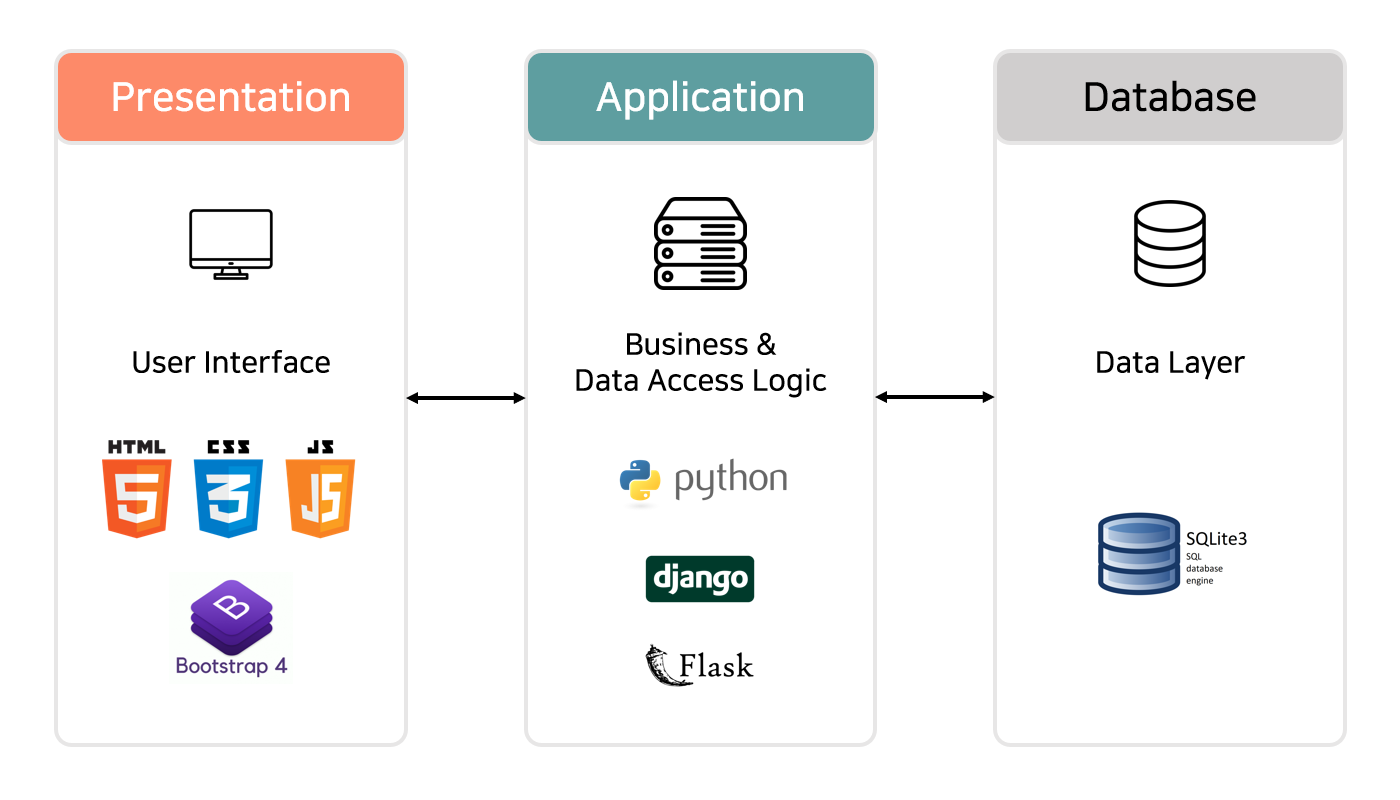 Presentation
User Interface
HTML
5
CSS
3
JS
JS
B
Bootstrap 4
Application
Business &
Data Access Logic
python
django
Flask
Database
Data Layer
SQLite3
SQL
database
engine